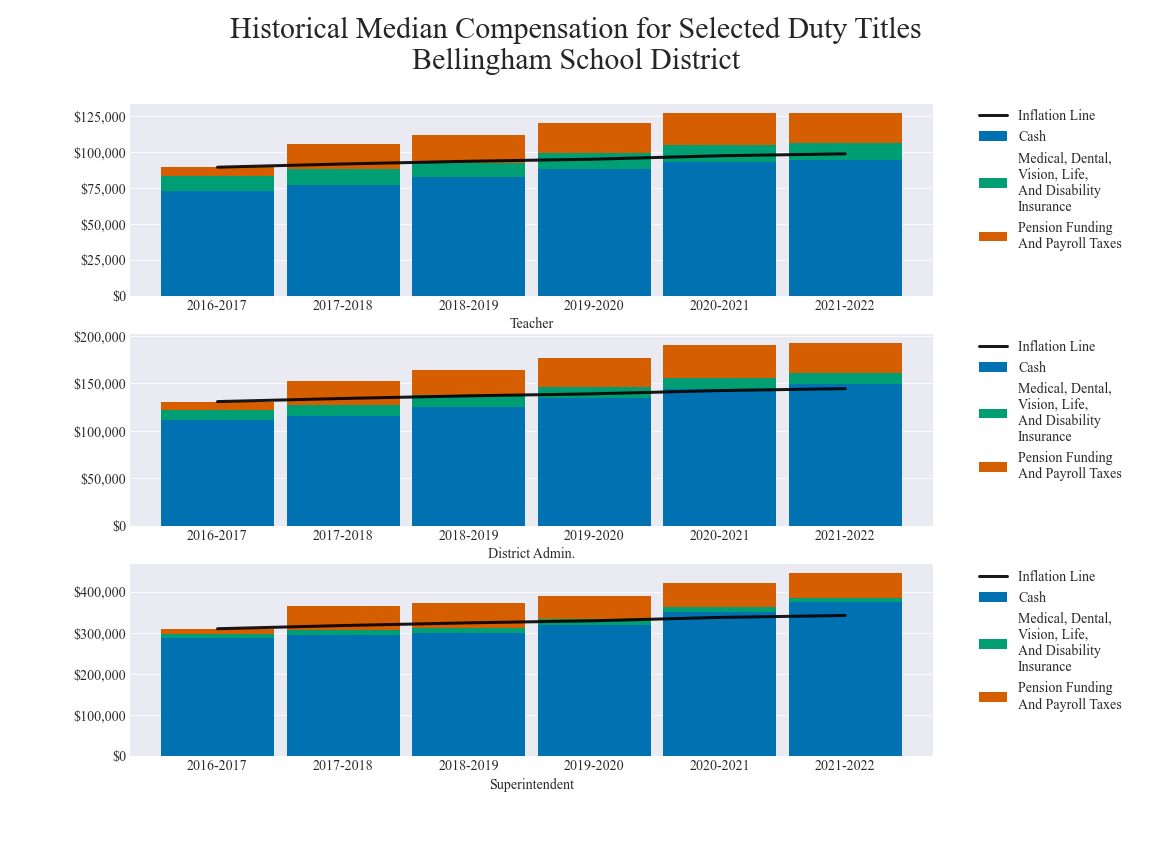 Historical Median Compensation for Selected Duty Titles
Bellingham School District
$125,000
$100,000
$75,000
$50,000
$25,000
$0
2016-2017 2017-2018 2018-2019 2019-2020 2020-2021 2021-2022
Teacher
Inflation Line
Cash
Medical, Dental,
Vision, Life,
And Disability
Insurance
Pension Funding
And Payroll Taxes
$200,000
$150,000
$100,000
$50,000
$0
2016-2017 2017-2018 2018-2019 2019-2020 2020-2021 2021-2022
District Admin.
Inflation Line
Cash
Medical, Dental,
Vision, Life,
And Disability
Insurance
Pension Funding
And Payroll Taxes
$400,000
$300,000
$200,000
$100,000
$0
2016-2017 2017-2018 2018-2019 2019-2020 2020-2021 2021-2022
Superintendent
Inflation Line
Cash
Medical, Dental,
Vision, Life,
And Disability
Insurance
Pension Funding
And Payroll Taxes